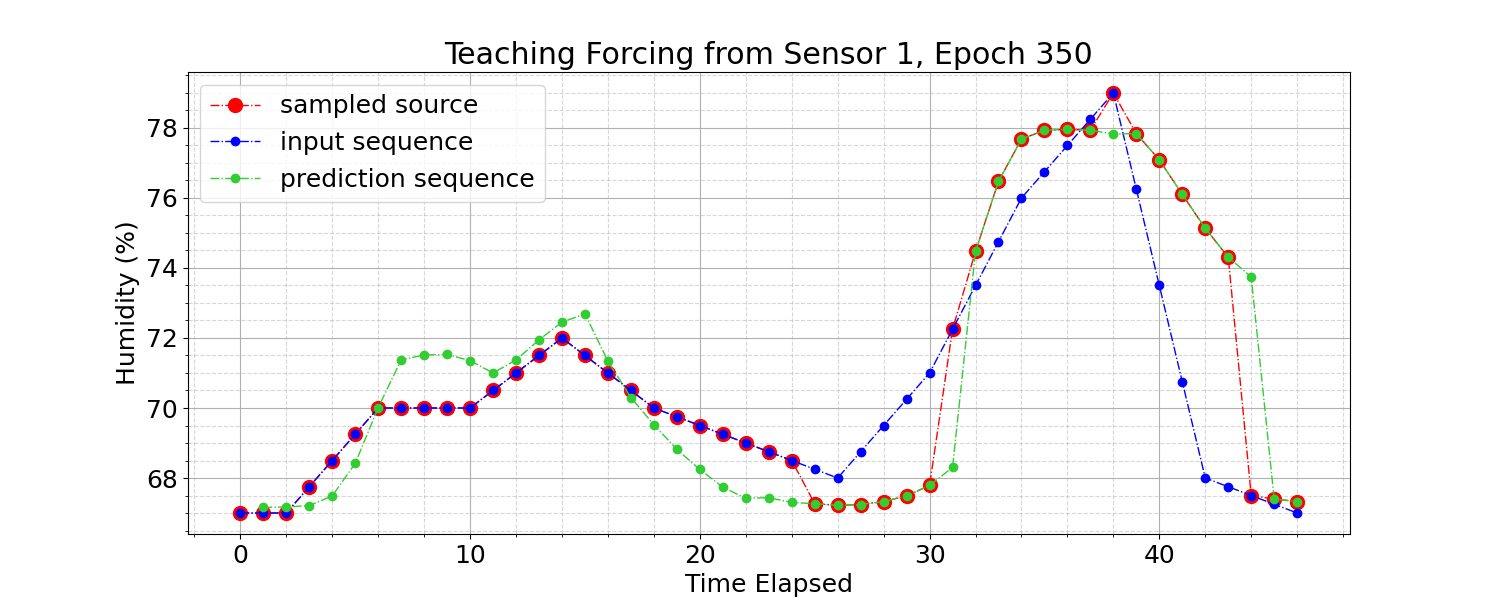 Teaching Forcing from Sensor 1, Epoch 350
sampled source
input sequence
prediction sequence
Humidity (%)
78
76
74
72
70
68
0 10 20 30 40
Time Elapsed